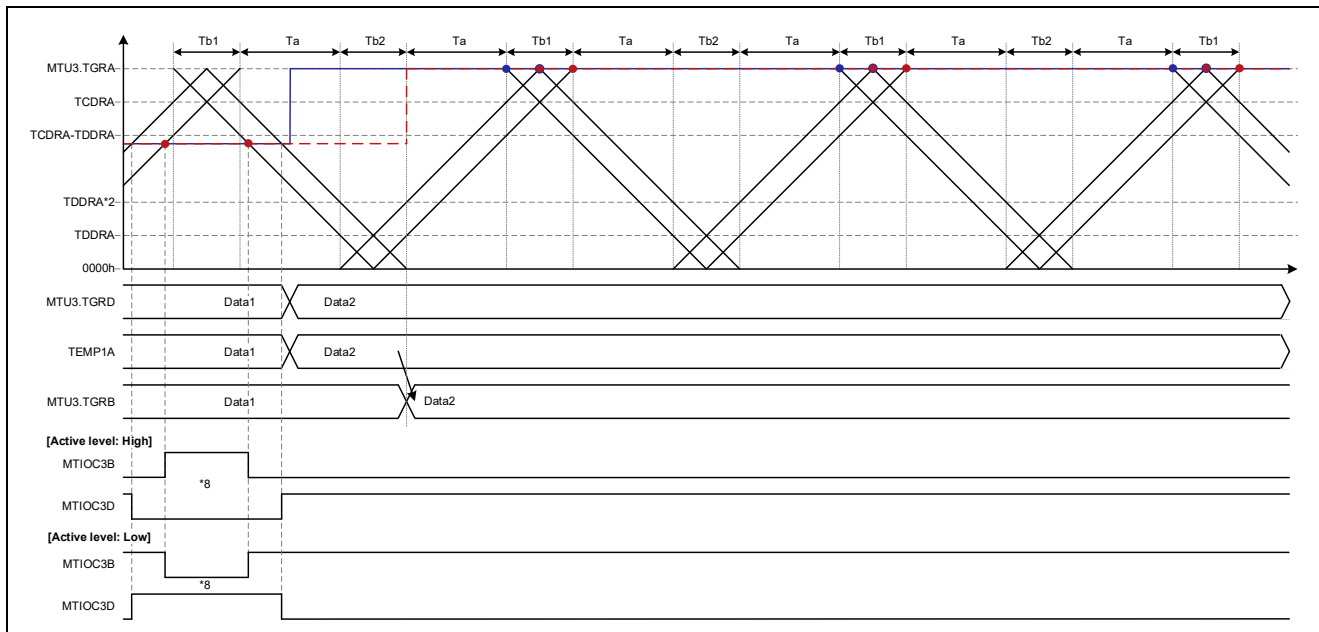 Tb1 Ta Tb2 Ta Tb1 Ta Tb2 Ta Tb1 Ta Tb2 Ta Tb1
MTU3.TGRA
TCDRA
TCDRA-TDDRA
TDDRA*2
TDDRA
0000h
MTU3.TGRD Data1 Data2
TEMP1A Data1 Data2
MTU3.TGRB Data1 Data2
[Active level: High]
MTIOC3B
*8
MTIOC3D
[Active level: Low]
MTIOC3B
*8
MTIOC3D